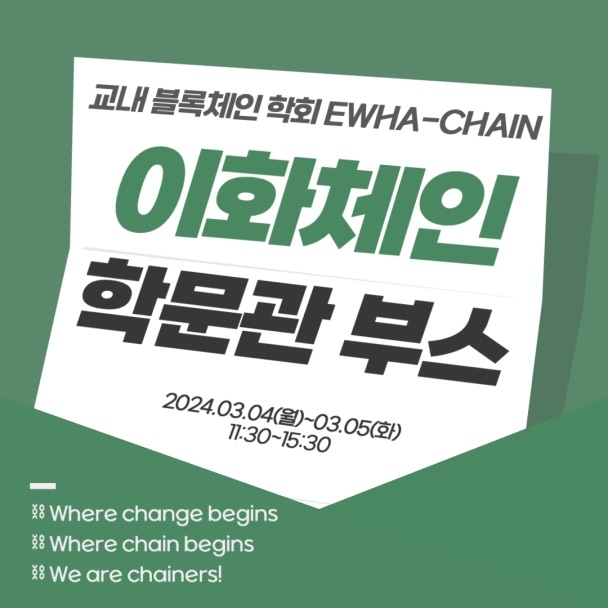 교내 블록체인 학회 EWHA-CHAIN
이화체인
학문관 부스
2024.03.04(월)~03.05(화)
11:30~15:30
⛓ Where change begins
⛓ Where chain begins
⛓ We are chainers!